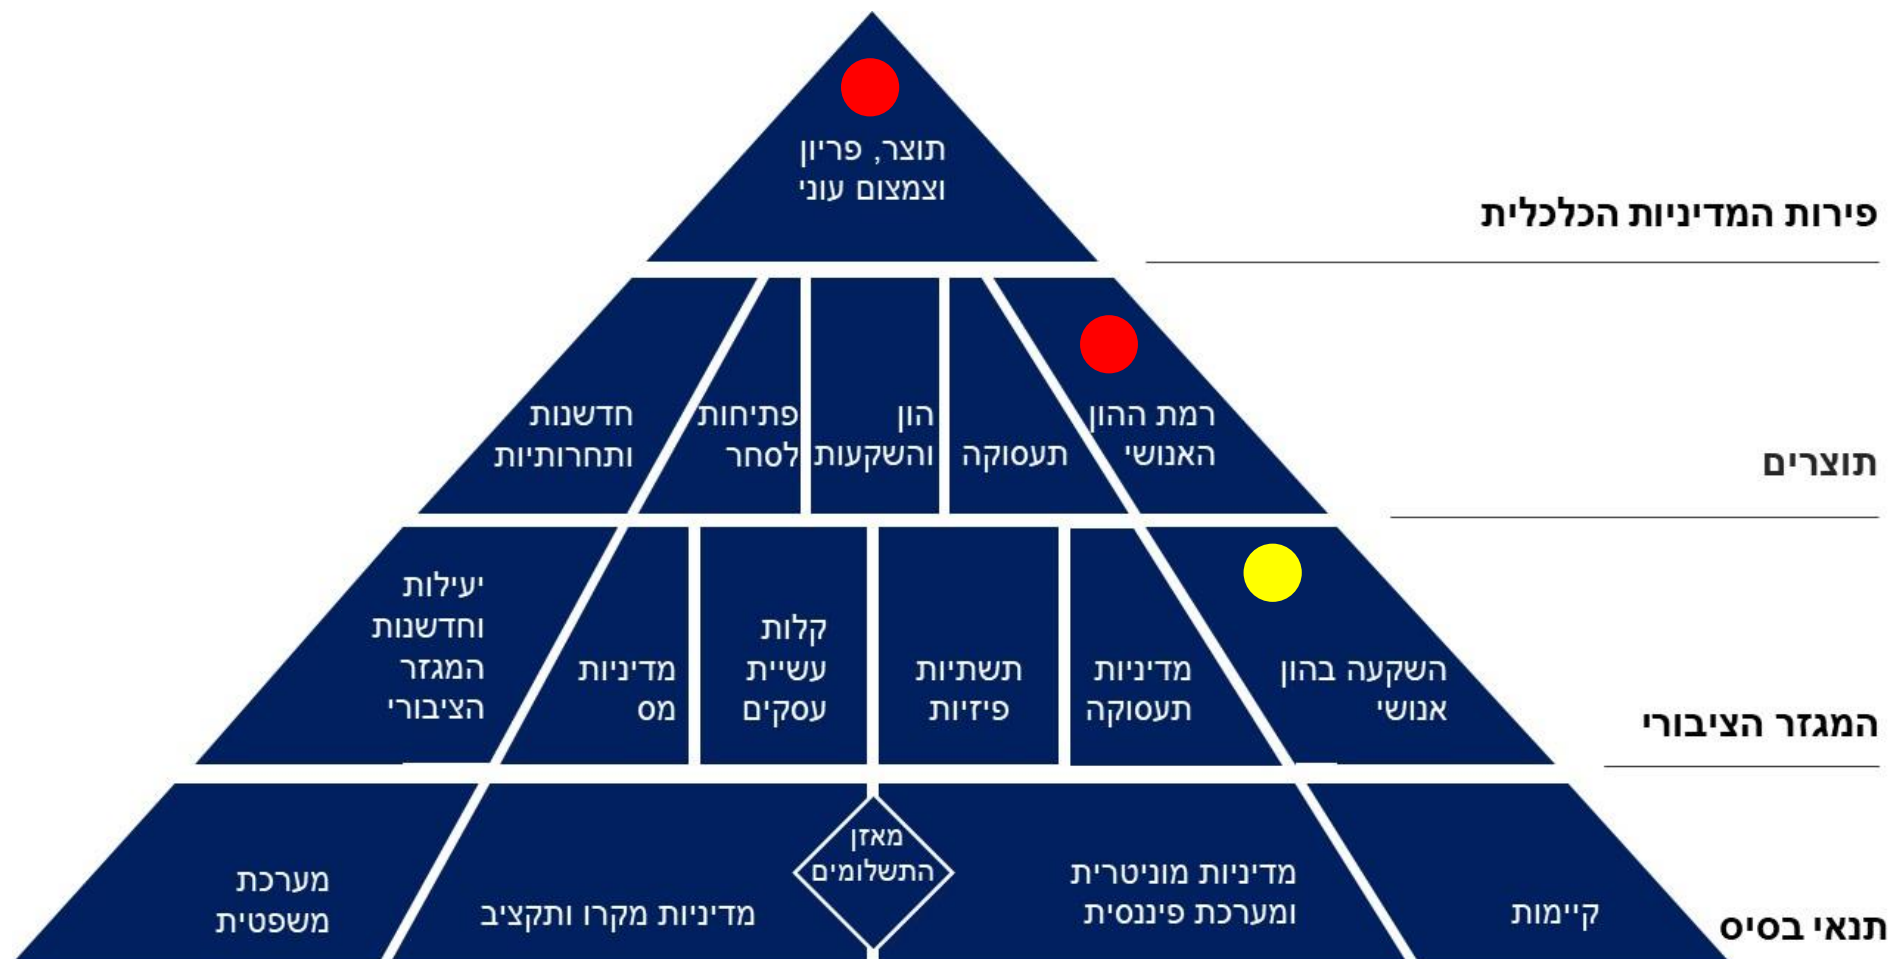 תוצר, פריון
וצמצום עוני
פירות המדיניות הכלכלית
רמת ההון
האנושי
תעסוקה
הון
והשקעות
פתיחות
לסחר
חדשנות
ותחרותיות
תוצרים
השקעה בהון
אנושי
מדיניות
תעסוקה
תשתיות
פיזיות
קלות
עשיית
עסקים
מדיניות
מס
יעילות
וחדשנות
המגזר
הציבורי
המגזר הציבורי
קיימות
מדיניות מוניטרית
ומערכת פיננסית
מאזן
התשלומים
מדיניות מקרו ותקציב
מערכת
משפטית
תנאי בסיס